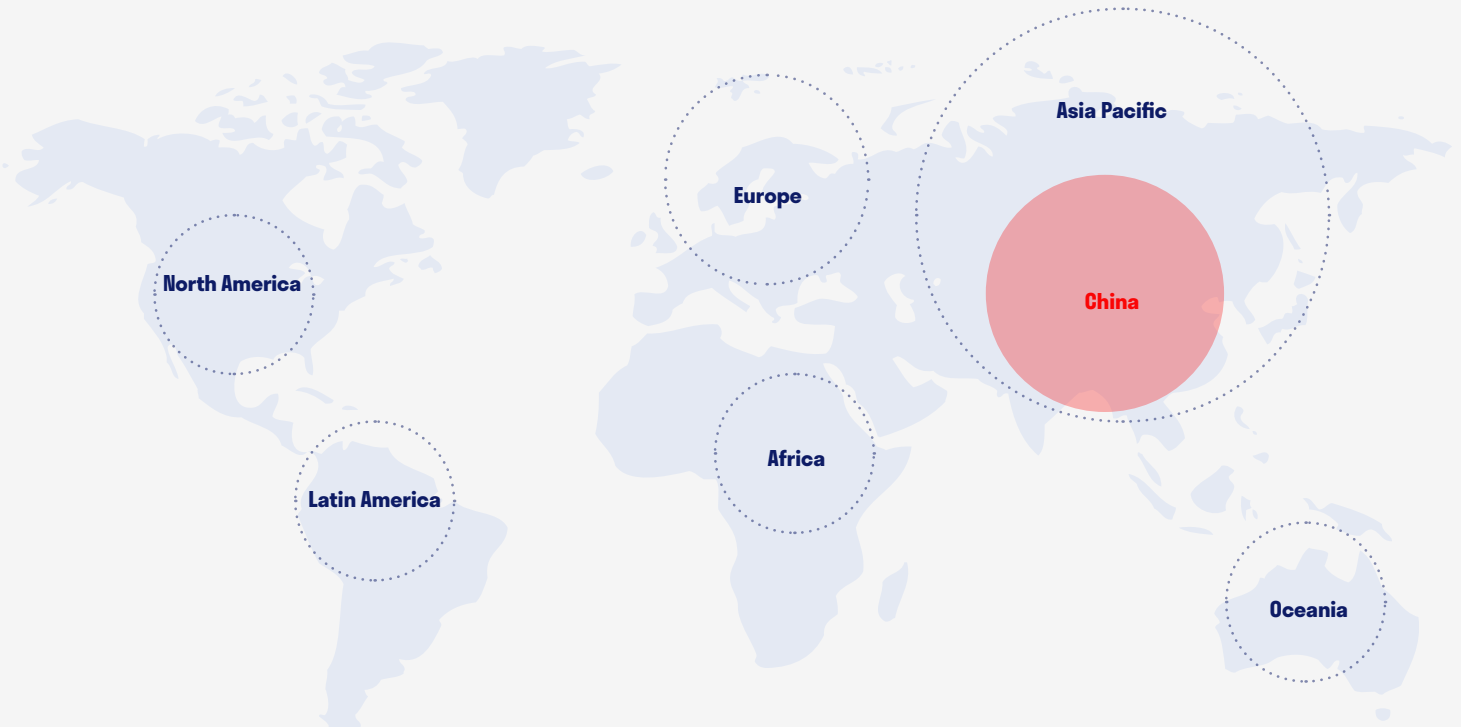 Asia Pacific
Europe
North America
China
Africa
Latin America
Oceania